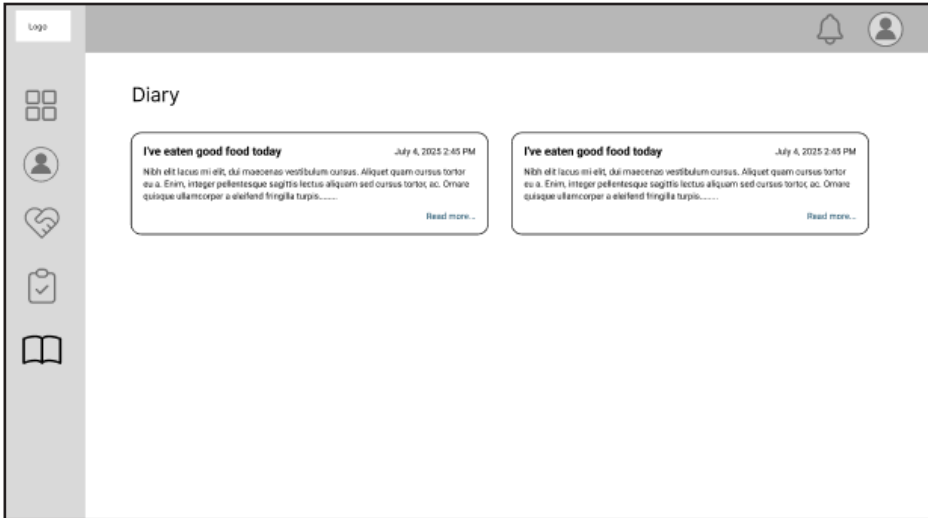 Logo
Diary
I've eaten good food today
July 4, 2025 2:45 PM
Nibh elit lacus mi elit, dui maecenas vestibulum cursus. Aliquet quam cursus tortor
eu a. Enim, integer pellentesque sagittis lectus aliquam sed cursus tortor, ac. Ornare
quisque ullamcorper a eleifend fringilla turpis.........
Read more...
I've eaten good food today
July 4, 2025 2:45 PM
Nibh elit lacus mi elit, dui maecenas vestibulum cursus. Aliquet quam cursus tortor
eu a. Enim, integer pellentesque sagittis lectus aliquam sed cursus tortor, ac. Ornare
quisque ullamcorper a eleifend fringilla turpis.........
Read more...